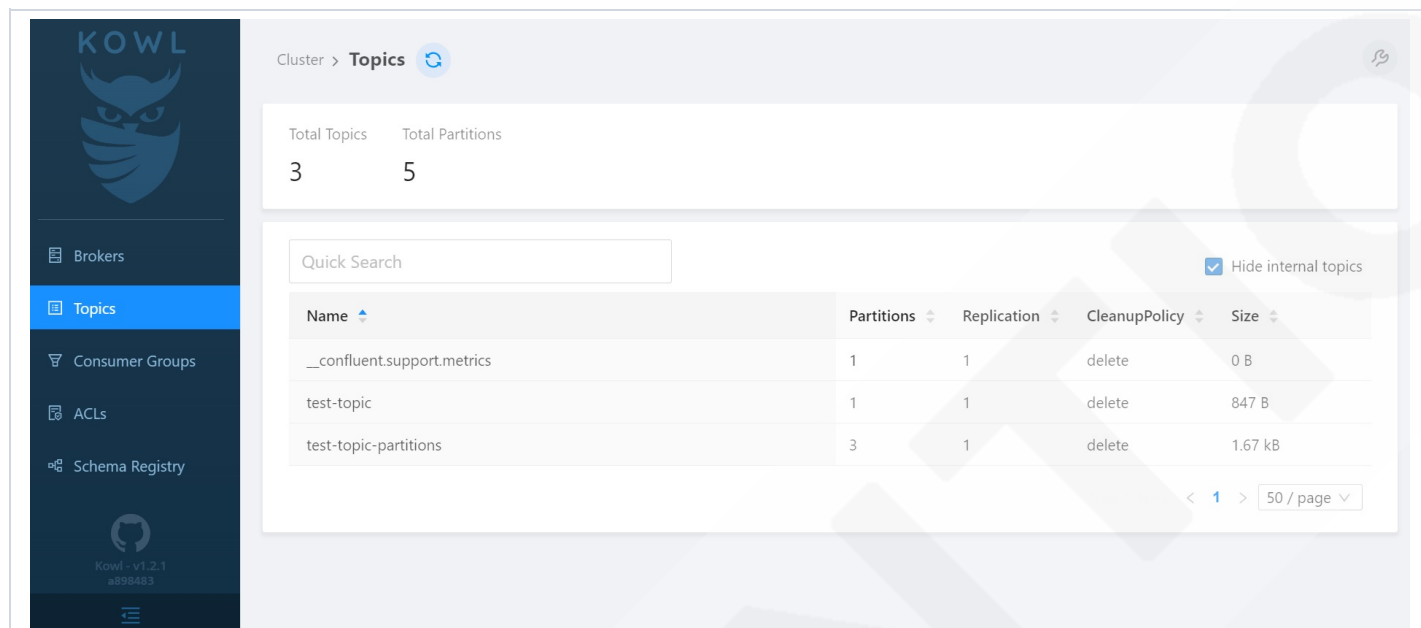 KOWL
Cluster > Topics
Total Topics Total Partitions
3 5
Brokers
Topics
Consumer Groups
ACLs
Schema Registry
Kowl - v1.2.1
a898483
Quick Search
Hide internal topics
Name Partitions Replication CleanupPolicy Size
__confluent.support.metrics 1 1 delete 0 B
test-topic 1 1 delete 847 B
test-topic-partitions 3 1 delete 1.67 kB
< 1 > 50 / page